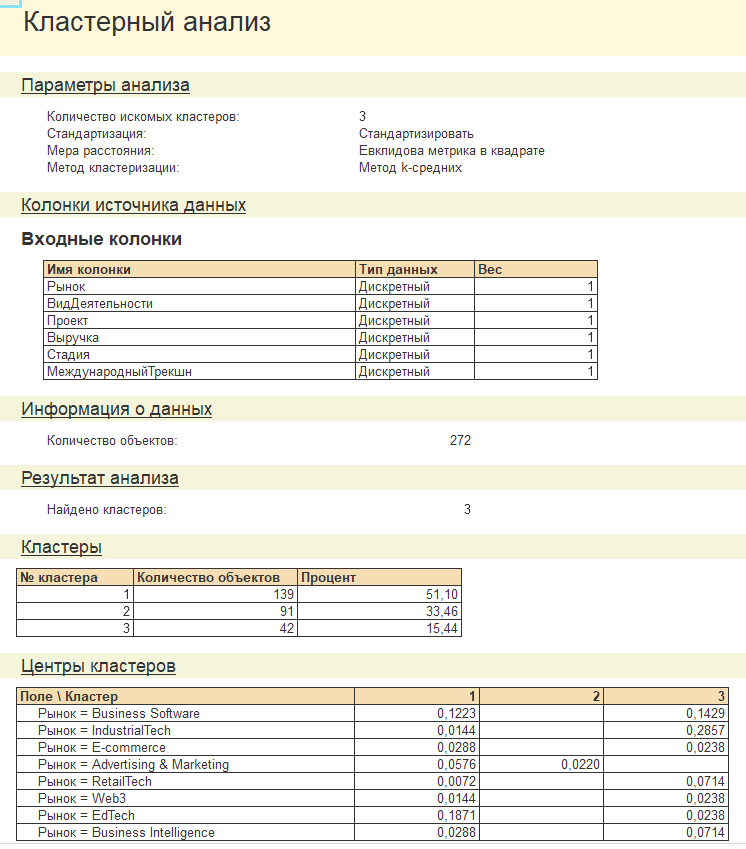 Кластерный анализ
Параметры анализа
Количество искомых кластеров: 3
Стандартизация: Стандартизировать
Мера расстояния: Евклидова метрика в квадрате
Метод кластеризации: Метод k-средних
Колонки источника данных
Входные колонки
Имя колонки Тип данных Вес
Рынок Дискретный 1
ВидДеятельности Дискретный 1
Проект Дискретный 1
Выручка Дискретный 1
Стадия Дискретный 1
МеждународныйТрекшн Дискретный 1
Информация о данных
Количество объектов: 272
Результат анализа
Найдено кластеров: 3
Кластеры
№ кластера Количество объектов Процент
1 139 51,10
2 91 33,46
3 42 15,44
Центры кластеров
Поле \ Кластер 1 2 3
Рынок = Business Software 0,1223 0,1429
Рынок = IndustrialTech 0,0144 0,2857
Рынок = E-commerce 0,0288 0,0238
Рынок = Advertising & Marketing 0,0576 0,0220
Рынок = RetailTech 0,0072 0,0714
Рынок = Web3 0,0144 0,0238
Рынок = EdTech 0,1871 0,0238
Рынок = Business Intelligence 0,0288 0,0714